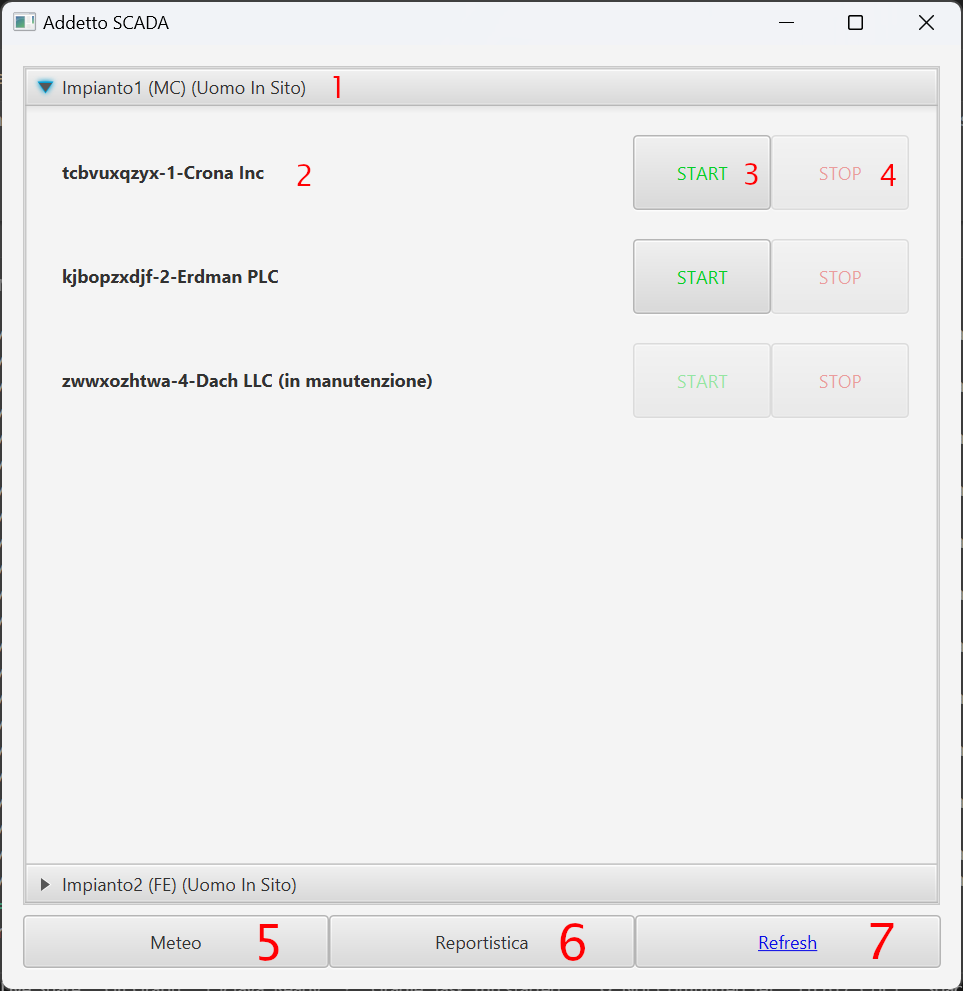 Addetto SCADA
Impianto1 (MC) (Uomo In Sito) 1
tcbvuxqzyx-1-Crona Inc 2 START 3 STOP 4
kjbopzxdjf-2-Erdman PLC START STOP
zwwxozhtwa-4-Dach LLC (in manutenzione) START STOP
Impianto2 (FE) (Uomo In Sito)
Meteo 5 Reportistica 6 Refresh 7